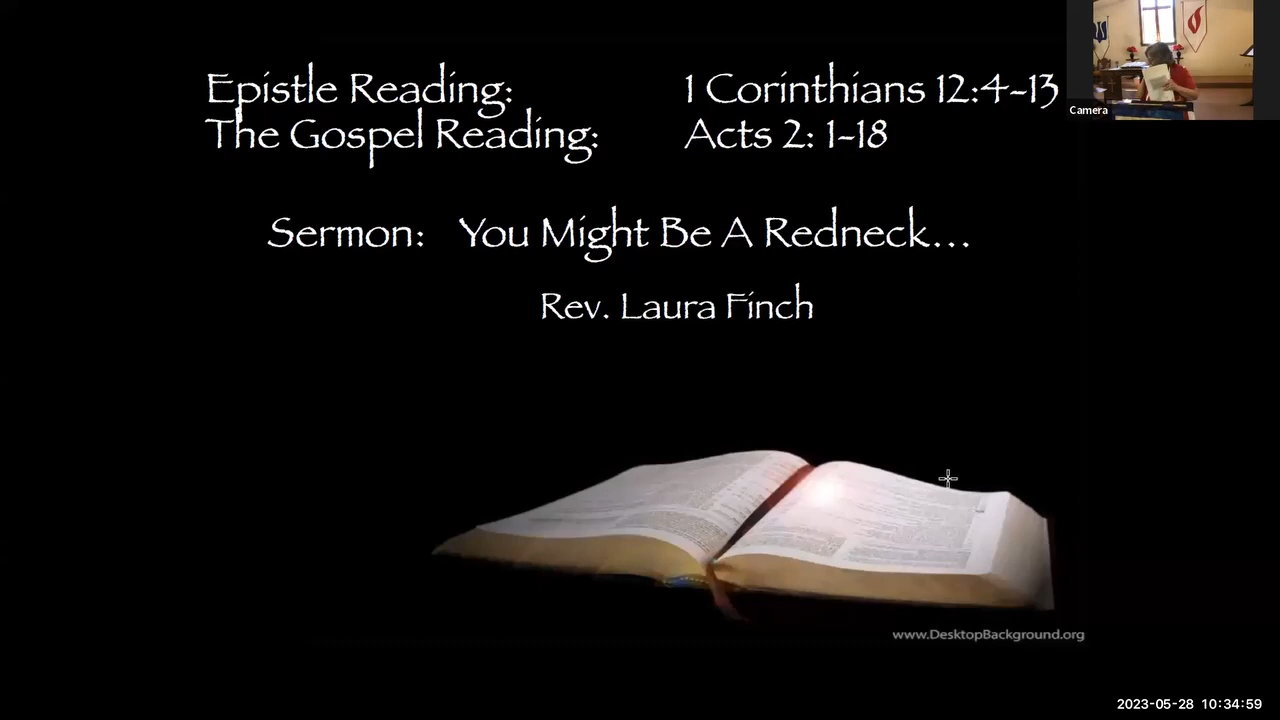 Epistle Reading: 1 Corinthians 12:4-13
The Gospel Reading: Acts 2: 1-18
Camera
Sermon: You Might Be A Redneck...
Rev. Laura Finch
www.DesktopBackground.org
2023-05-28 10:34:59